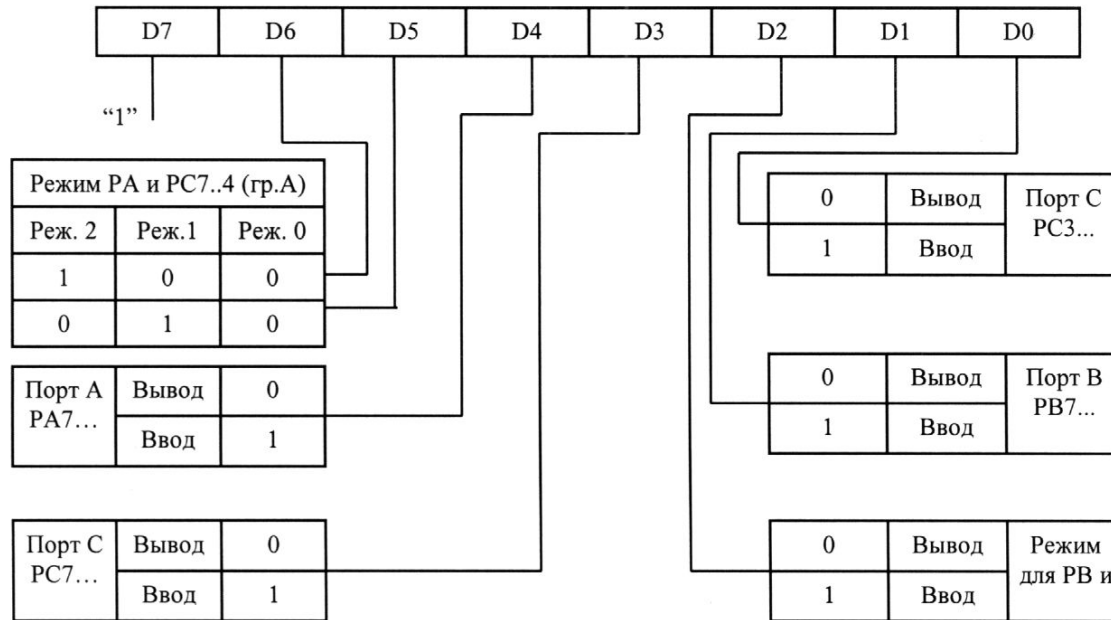 D7 D6 D5 D4 D3 D2 D1 D0
“1”
Режим PA и PC7..4 (гр.А)
Реж. 2 Реж.1 Реж. 0
1 0 0
0 1 0
Порт А
PA7…
Вывод 0
Ввод 1
Порт С
PC7…
Вывод 0
Ввод 1
0 Вывод
1 Ввод
Порт С
PC3...
0 Вывод
1 Ввод
Порт В
PB7...
0 Вывод
1 Ввод
Режим
для PB и